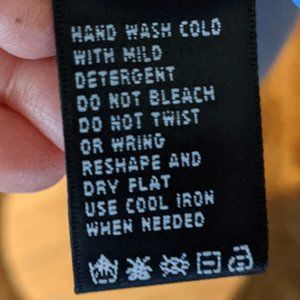 HAND WASH COLD
WITH MILD
DETERGENT
DO NOT BLEACH
DO NOT TWIST
OR WRING
RESHAPE AND
DRY FLAT
USE COOL IRON
WHEN NEEDED